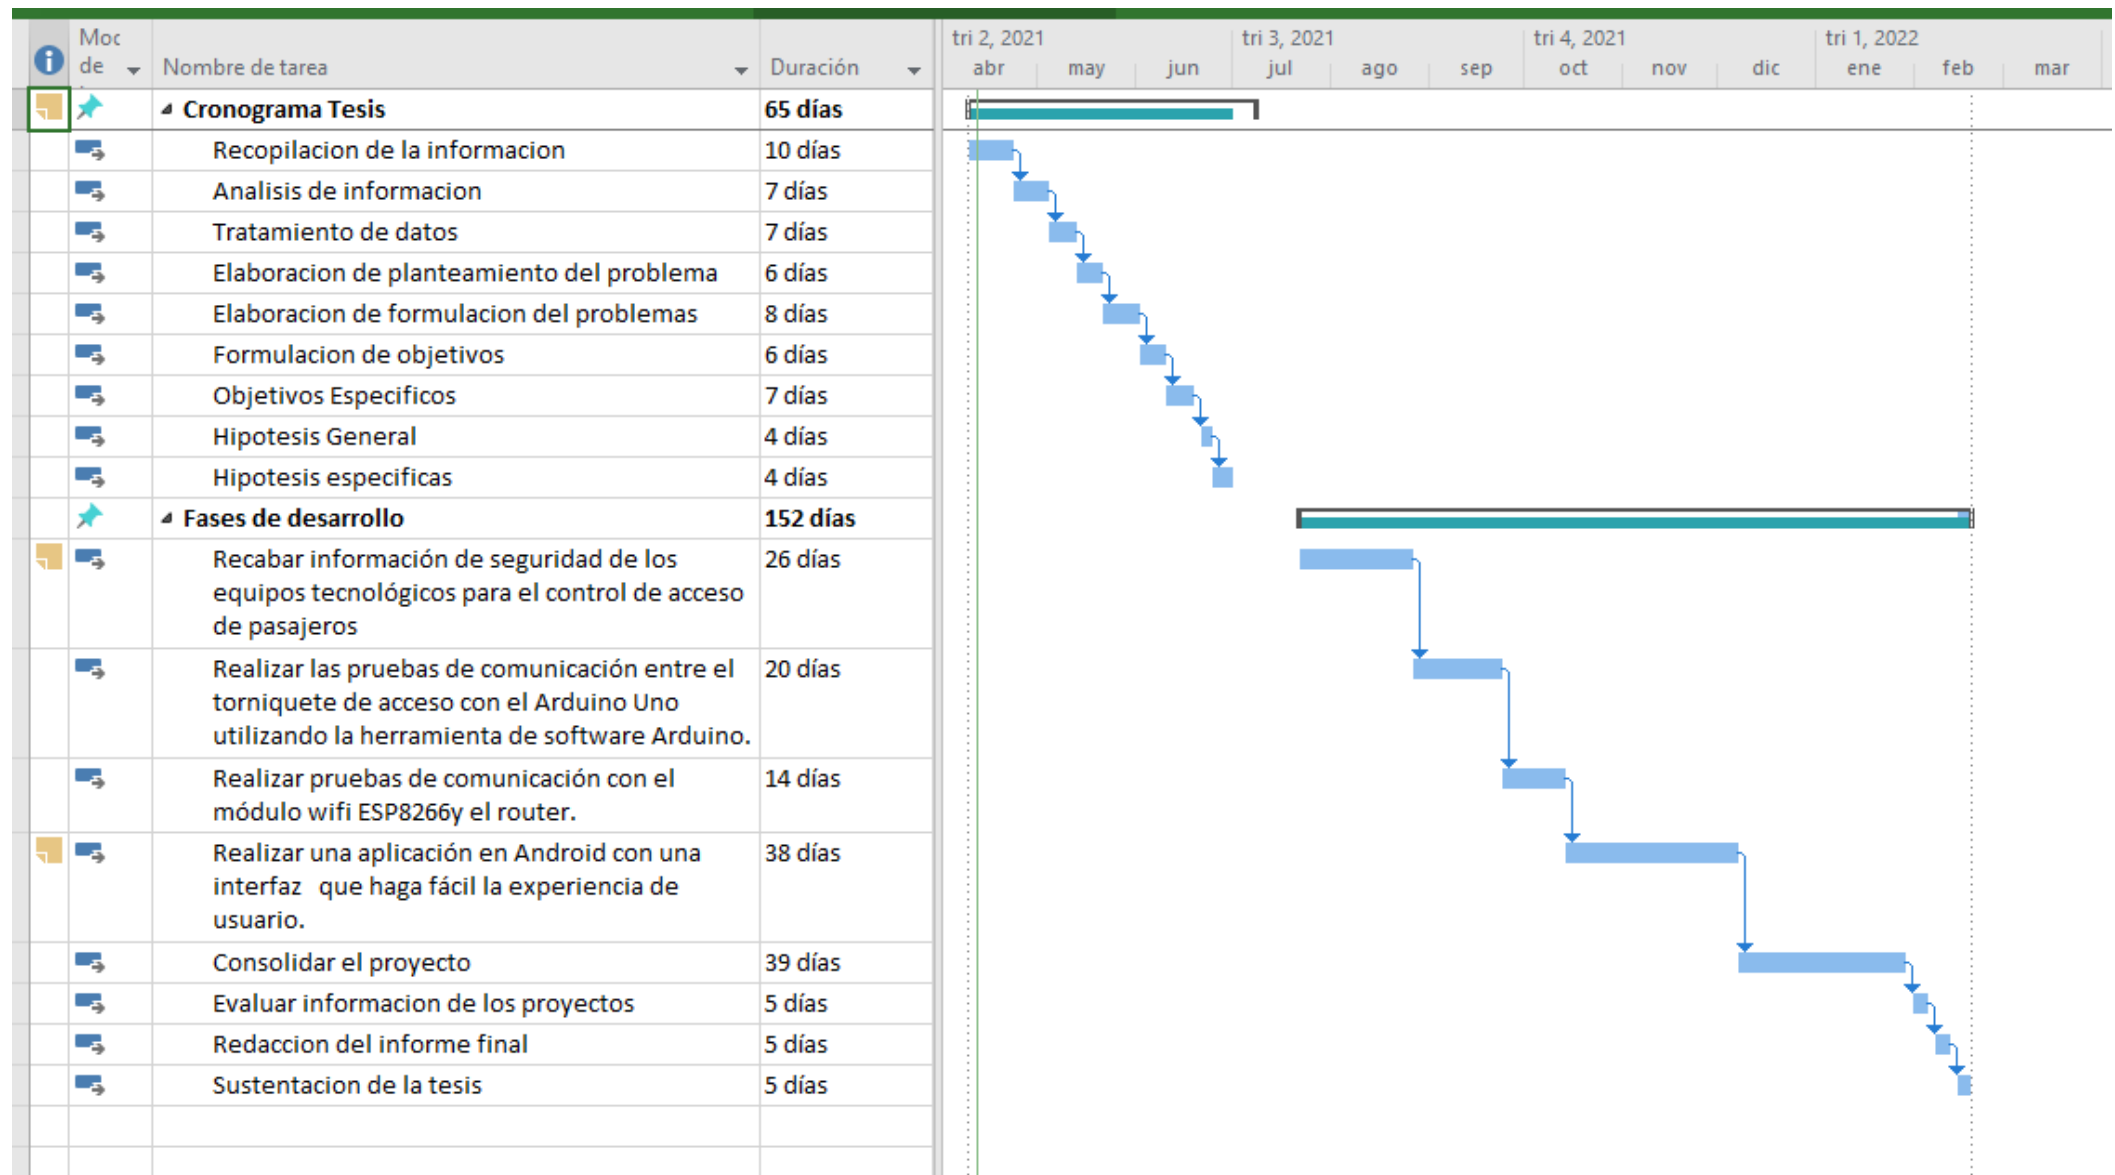 Moc
de
Nombre de tarea
Duración
tri 2, 2021
tri 3, 2021
tri 4, 2021
tri 1, 2022
abr may jun jul ago sep oct nov dic ene feb mar
Cronograma Tesis 65 días
Recopilacion de la informacion 10 días
Analisis de informacion 7 días
Tratamiento de datos 7 días
Elaboracion de planteamiento del problema 6 días
Elaboracion de formulacion del problemas 8 días
Formulacion de objetivos 6 días
Objetivos Especificos 7 días
Hipotesis General 4 días
Hipotesis especificas 4 días
Fases de desarrollo 152 días
Recabar información de seguridad de los 26 días
equipos tecnológicos para el control de acceso
de pasajeros
Realizar las pruebas de comunicación entre el 20 días
torniquete de acceso con el Arduino Uno
utilizando la herramienta de software Arduino.
Realizar pruebas de comunicación con el 14 días
módulo wifi ESP8266y el router.
Realizar una aplicación en Android con una 38 días
interfaz que haga fácil la experiencia de
usuario.
Consolidar el proyecto 39 días
Evaluar informacion de los proyectos 5 días
Redaccion del informe final 5 días
Sustentacion de la tesis 5 días